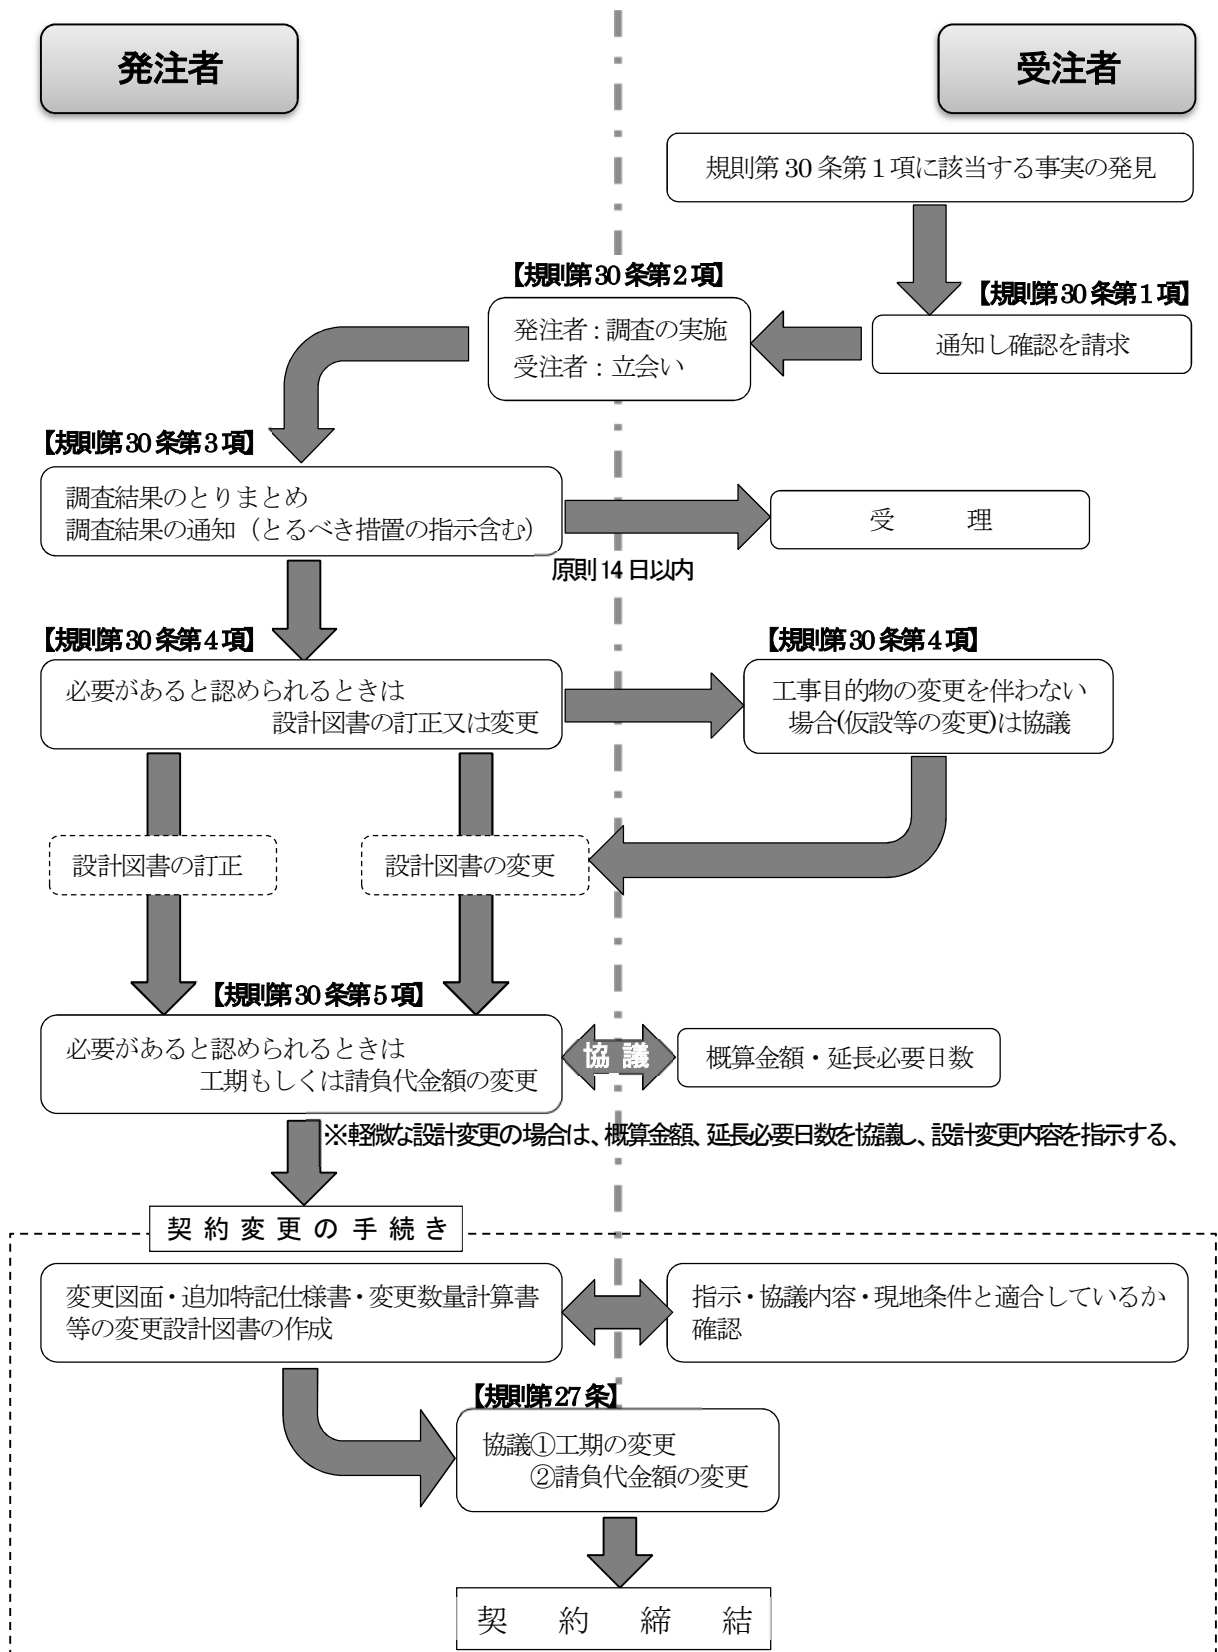 発注者
受注者
規則第30条第1項に該当する事実の発見
【規則第30条第2項】
【規則第30条第1項】
発注者：調査の実施
受注者：立会い
通知し確認を請求
【規則第30条第3項】
調査結果のとりまとめ
調査結果の通知（とるべき措置の指示含む）
受　　理
原則14日以内
【規則第30条第4項】
【規則第30条第4項】
必要があると認められるときは
設計図書の訂正又は変更
工事目的物の変更を伴わない
場合(仮設等の変更)は協議
設計図書の訂正
設計図書の変更
【規則第30条第5項】
必要があると認められるときは
工期もしくは請負代金額の変更
協 議
概算金額・延長必要日数
※軽微な設計変更の場合は、概算金額、延長必要日数を協議し、設計変更内容を指示する、
契約変更の手続き
変更図面・追加特記仕様書・変更数量計算書
等の変更設計図書の作成
指示・協議内容・現地条件と適合しているか
確認
【規則第27条】
協議①工期の変更
②請負代金額の変更
契　約　締　結